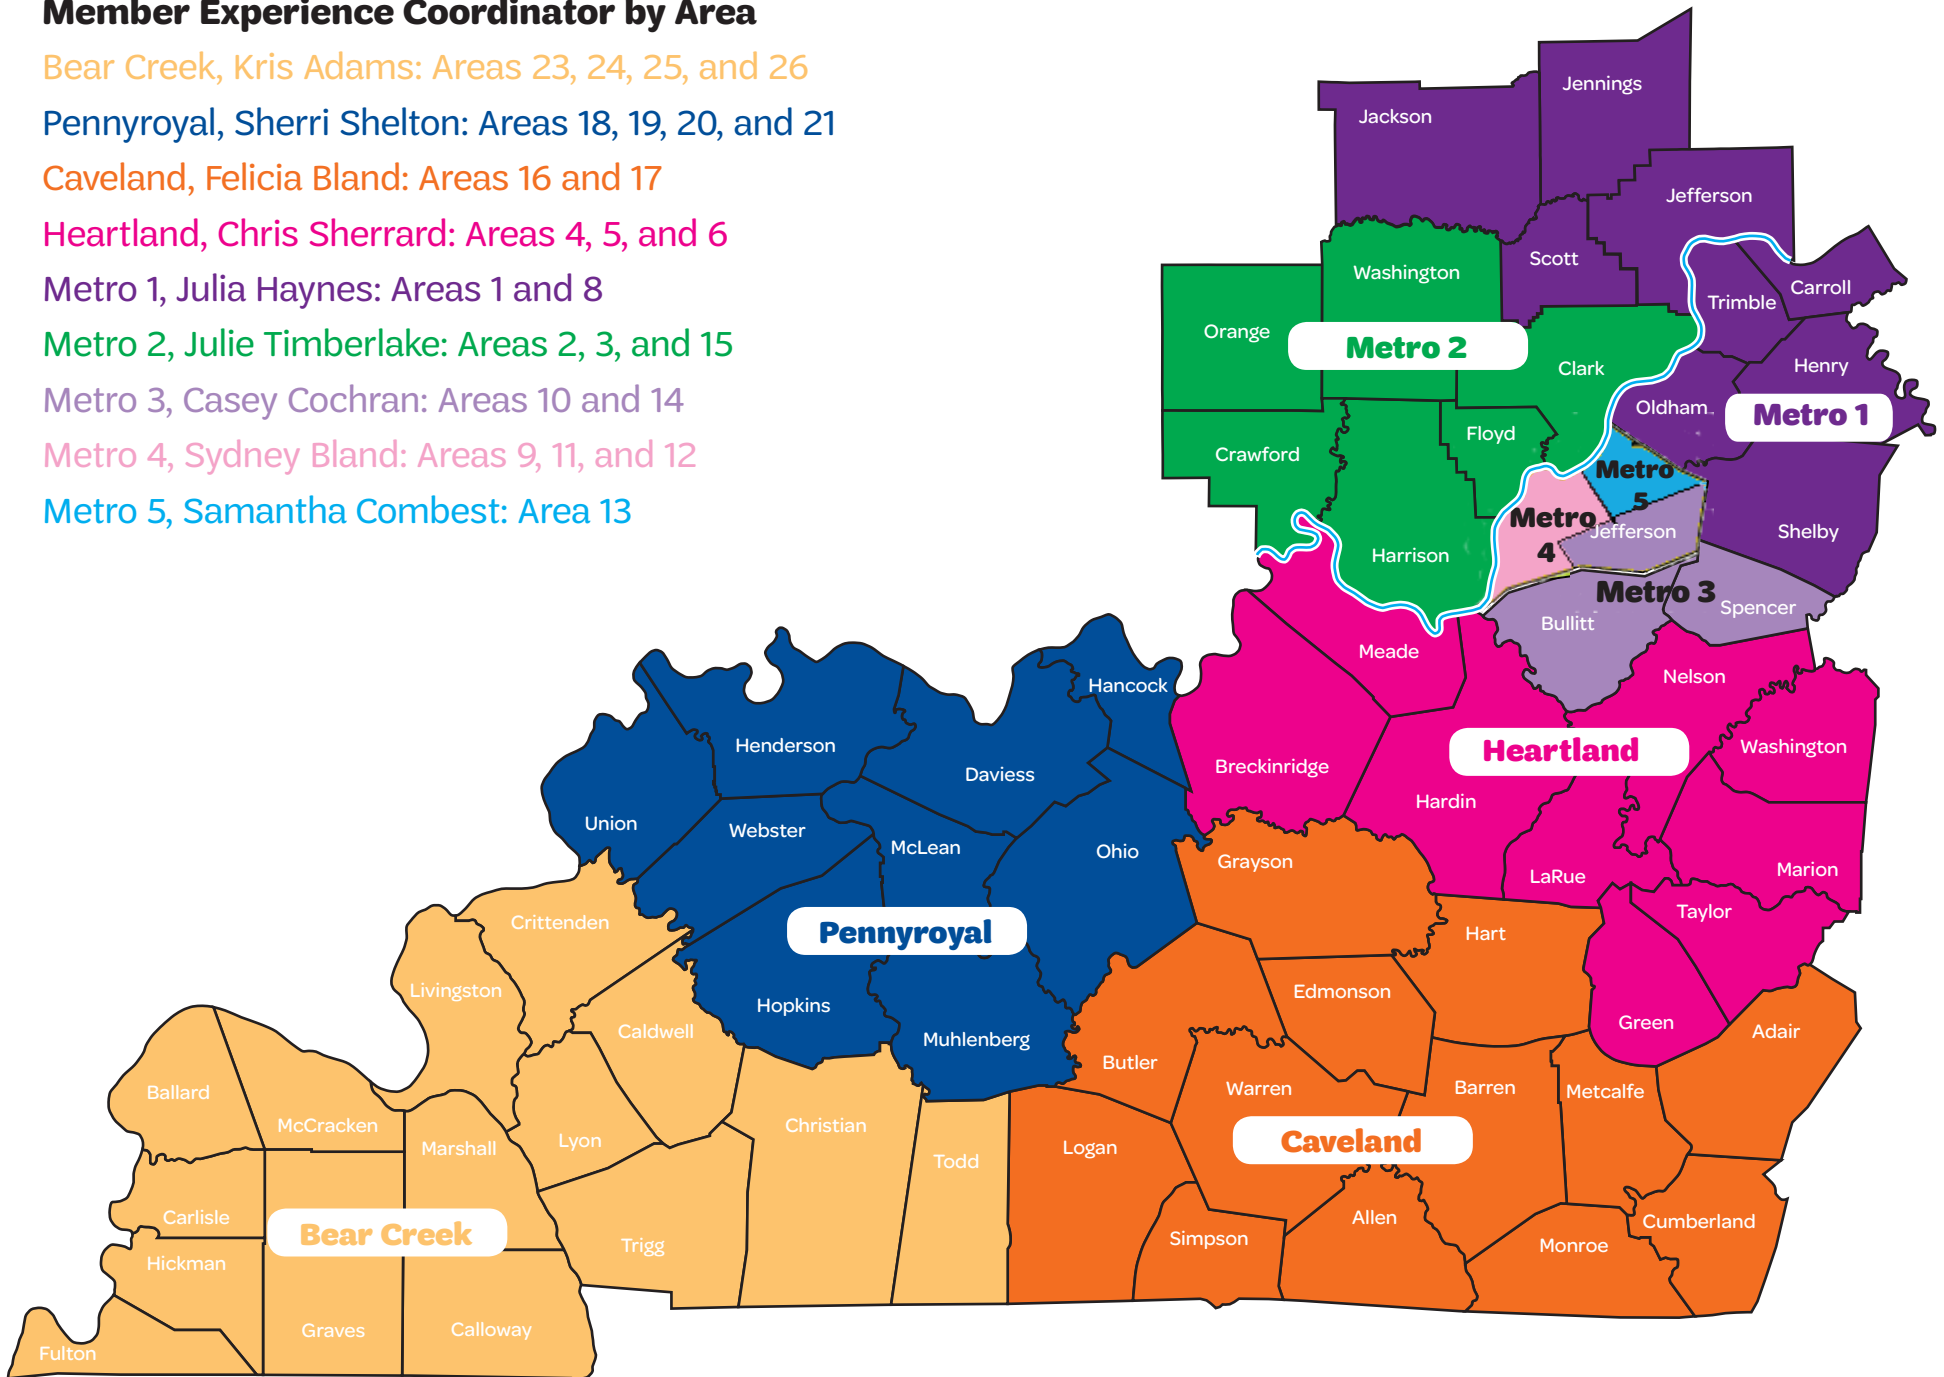 Member Experience Coordinator by Area
Bear Creek, Kris Adams: Areas 23, 24, 25, and 26
Pennyroyal, Sherri Shelton: Areas 18, 19, 20, and 21
Caveland, Felicia Bland: Areas 16 and 17
Heartland, Chris Sherrard: Areas 4, 5, and 6
Metro 1, Julia Haynes: Areas 1 and 8
Metro 2, Julie Timberlake: Areas 2, 3, and 15
Metro 3, Casey Cochran: Areas 10 and 14
Metro 4, Sydney Bland: Areas 9, 11, and 12
Metro 5, Samantha Combest: Area 13
Jennings
Jackson
Jefferson
Scott
Washington
Carroll
Trimble
Orange
Metro 2
Clark
Henry
Oldham
Metro 1
Floyd
Crawford
Metro
5
Metro
4
Jefferson
Shelby
Harrison
Metro 3
Spencer
Bullitt
Meade
Nelson
Hancock
Henderson
Heartland
Washington
Daviess
Breckinridge
Hardin
Union
Webster
McLean
Ohio
Grayson
LaRue
Marion
Crittenden
Pennyroyal
Hart
Taylor
Livingston
Edmonson
Hopkins
Caldwell
Green
Adair
Muhlenberg
Butler
Ballard
Warren
Barren
Metcalfe
McCracken
Christian
Marshall
Lyon
Logan
Caveland
Todd
Carlisle
Allen
Cumberland
Bear Creek
Simpson
Trigg
Monroe
Hickman
Graves
Calloway
Fulton